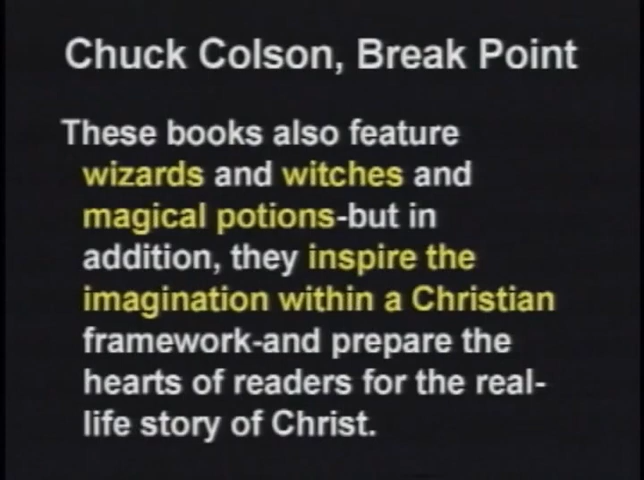 Chuck Colson, Break Point
These books also feature
wizards and witches and
magical potions-but in
addition, they inspire the
imagination within a Christian
framework-and prepare the
hearts of readers for the real-
life story of Christ.